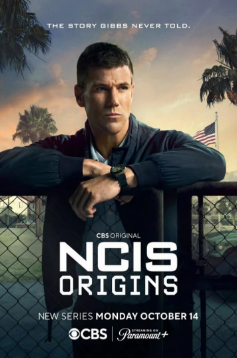 THE STORY GIBBS NEVER TOLD.
CBS ORIGINAL
NCIS
ORIGINS
NEW SERIES MONDAY OCTOBER 14
CBS
STREAMING ON
Paramount+